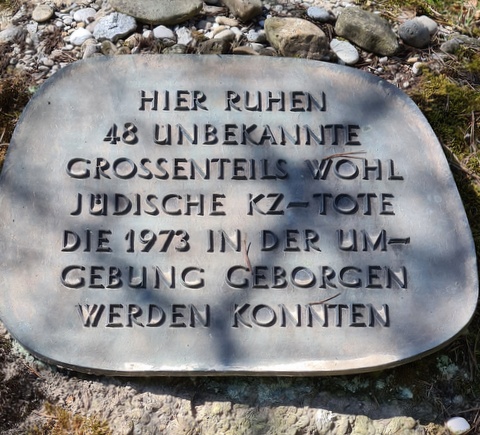 HIER RUHEN
48 UNBEKANNTE
GROSSENTEILS WOHL
JÜDISCHE KZ-TOTE
DIE 1973 IN DER UM-
GEBUNG GEBORGEN
WERDEN KONNTEN